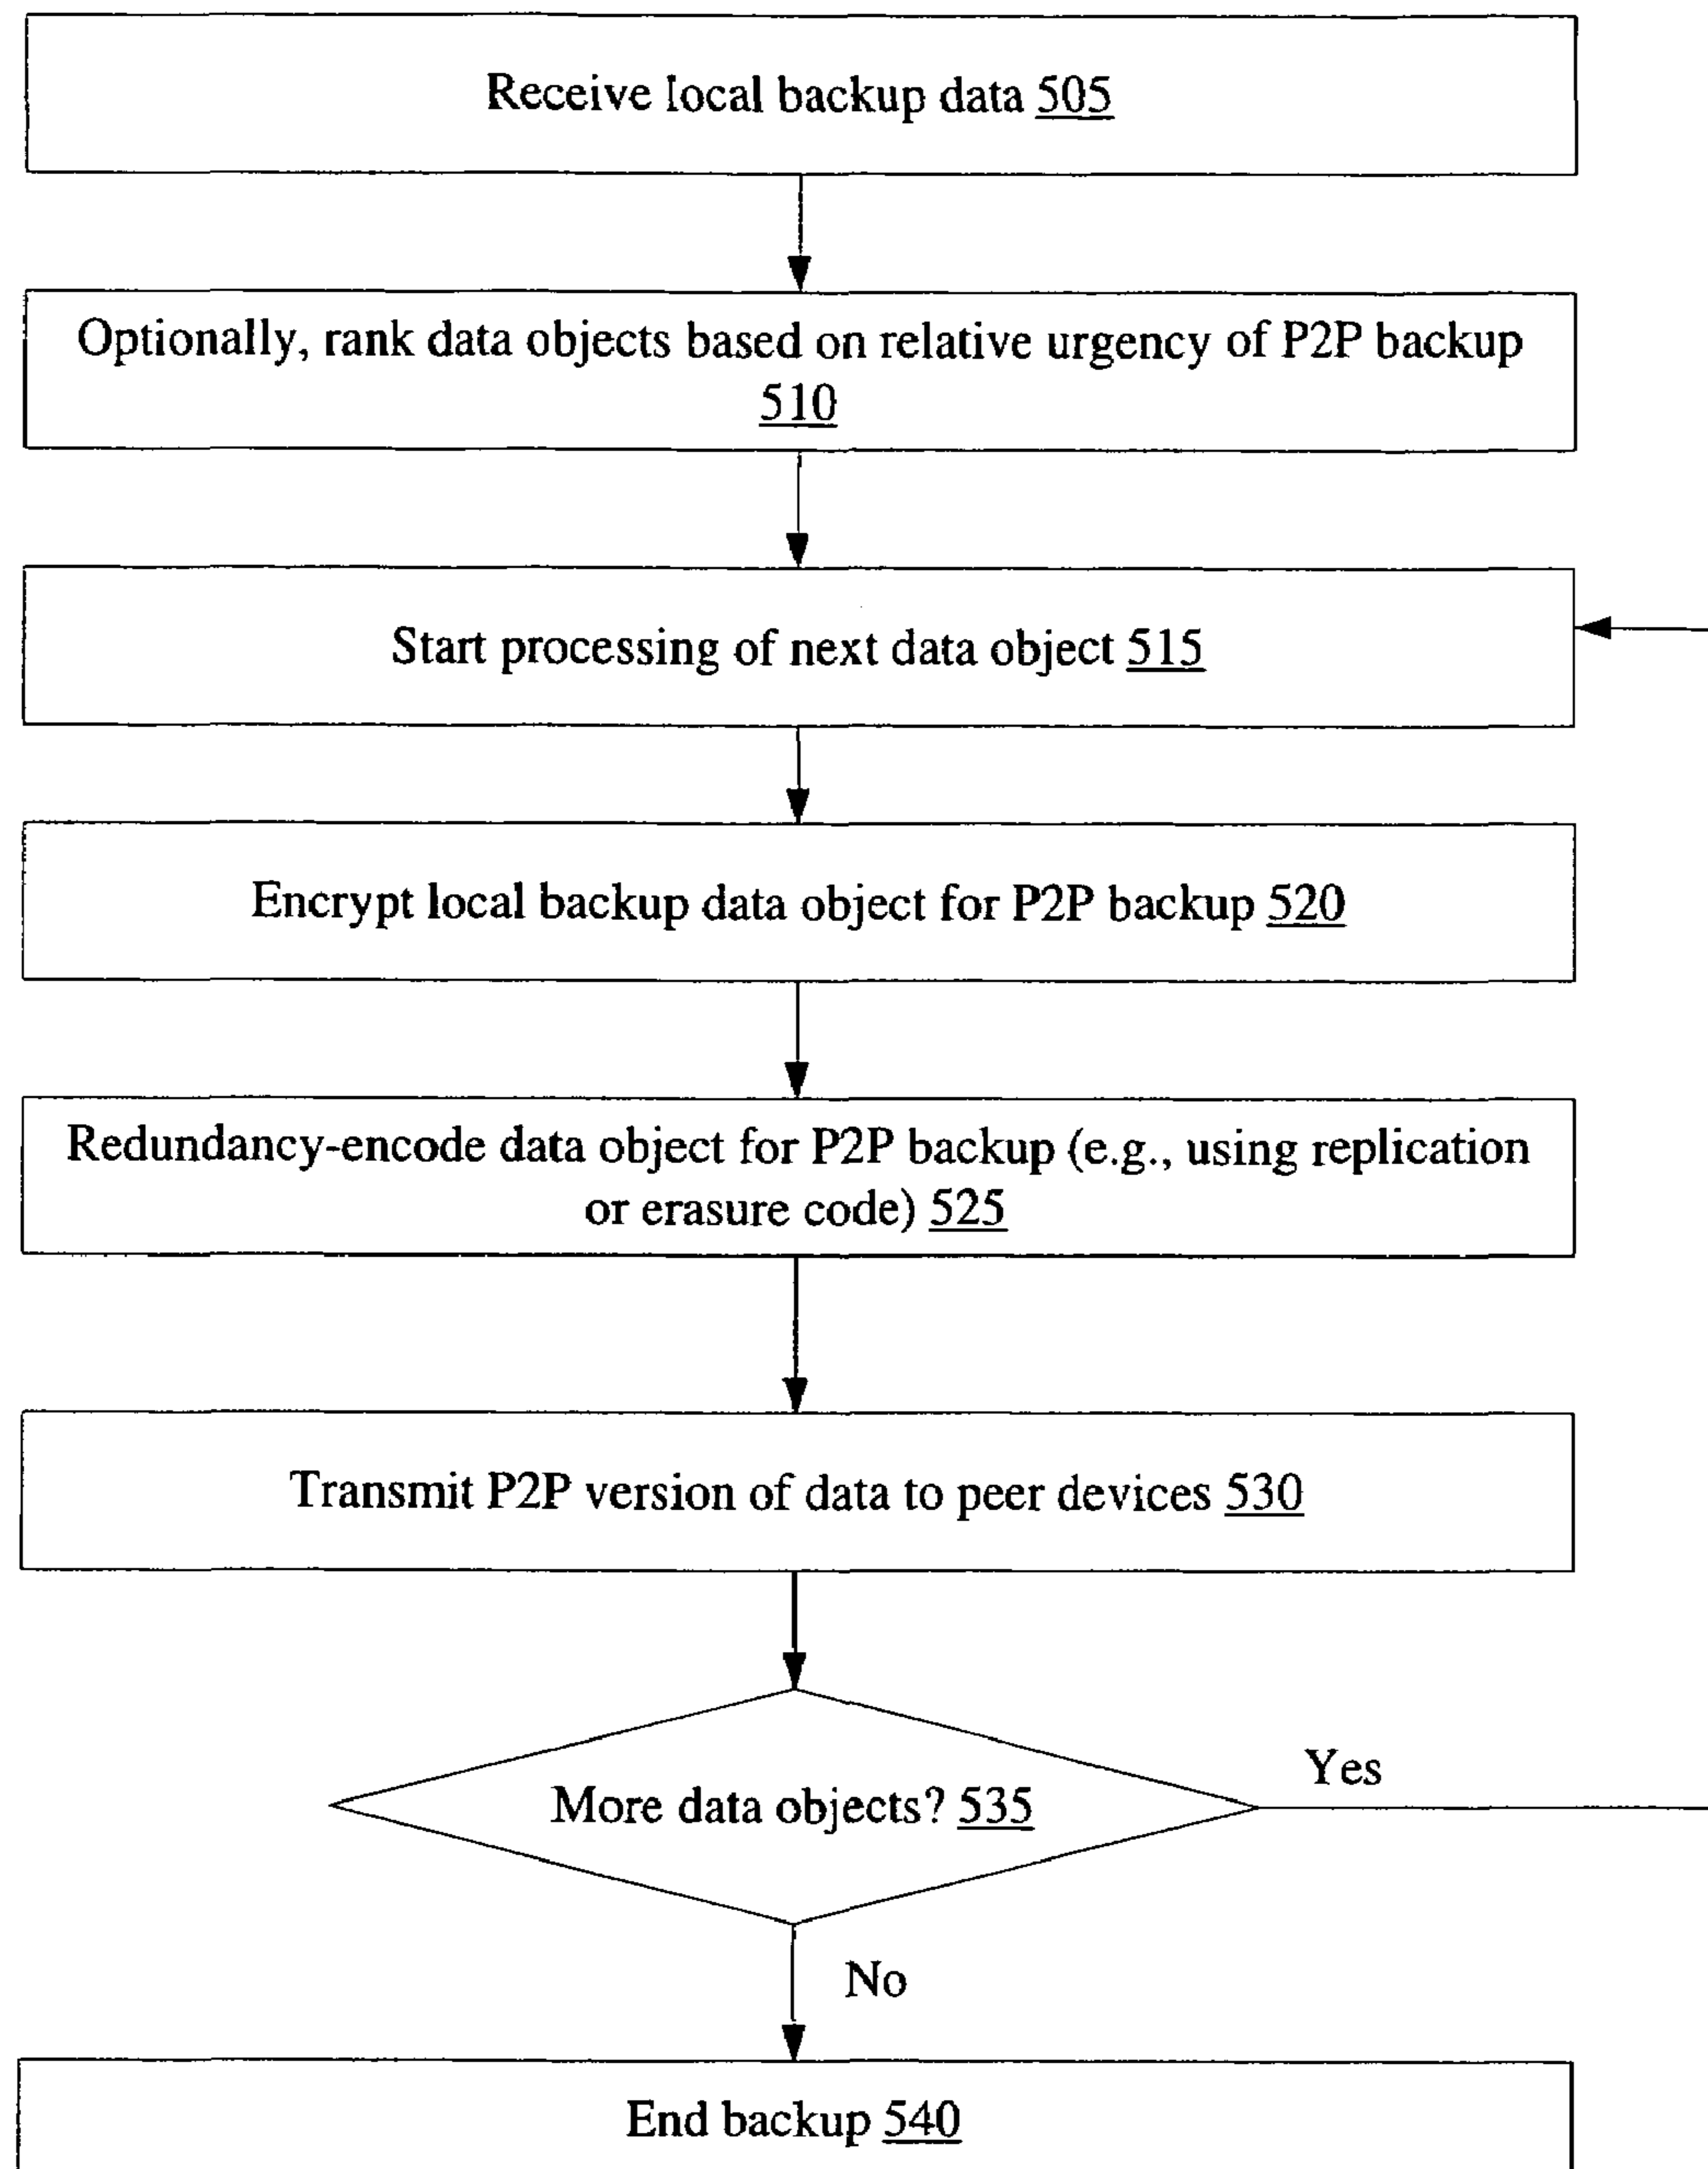 Receive local backup data 505
Optionally, rank data objects based on relative urgency of P2P backup
510
Start processing of next data object 515
Encrypt local backup data object for P2P backup 520
Redundancy-encode data object for P2P backup (e.g., using replication
or erasure code) 525
Transmit P2P version of data to peer devices 530
More data objects? 535
Yes
No
End backup 540